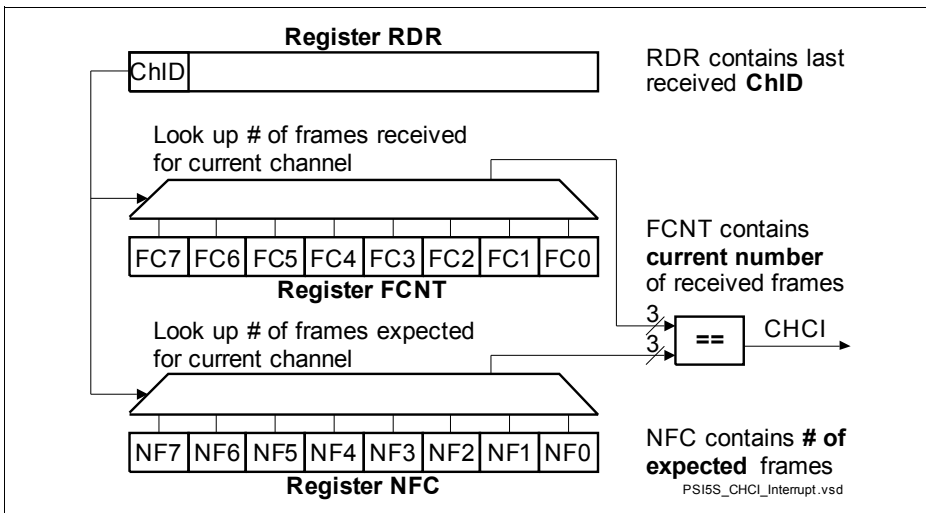 Register RDR
ChID
RDR contains last
received ChID
Look up # of frames received
for current channel
FC7 FC6 FC5 FC4 FC3 FC2 FC1 FC0
Register FCNT
FCNT contains
current number
of received frames
3
3
==
CHCI
Look up # of frames expected
for current channel
NF7 NF6 NF5 NF4 NF3 NF2 NF1 NF0
Register NFC
NFC contains # of
expected frames
PSI5S_CHCI_Interrupt.vsd